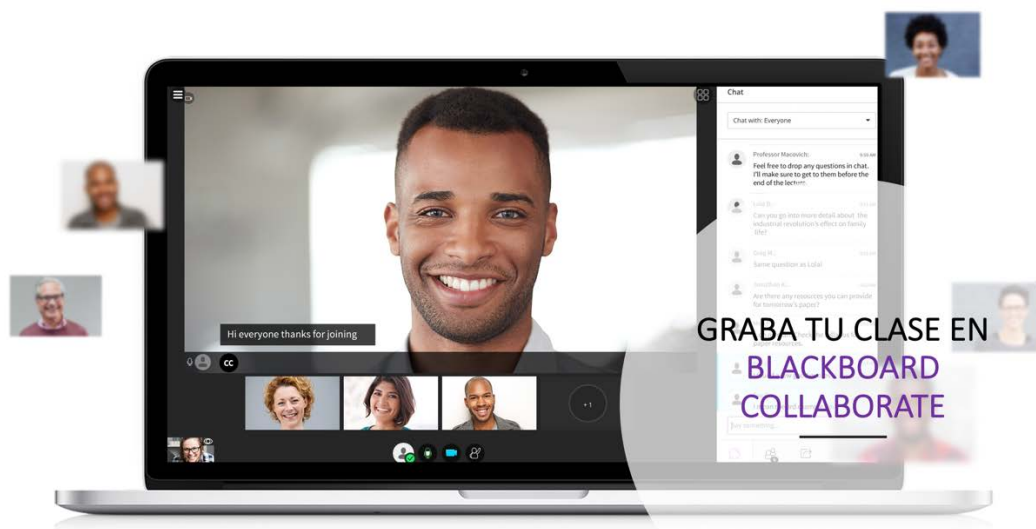 Chat
Chat with: Everyone
Professor Macovich:
Feel free to drop any questions in chat.
I'll make sure to get to them before the
end of the lecture.
Can you go into more detail about the
industrial revolution's effect on family
life?
Greg M.:
Same question as Lola!
Are there any resources you can provide
for tomorrow's paper?
Hi everyone thanks for joining
cc
+1
GRABA TU CLASE EN
BLACKBOARD
COLLABORATE